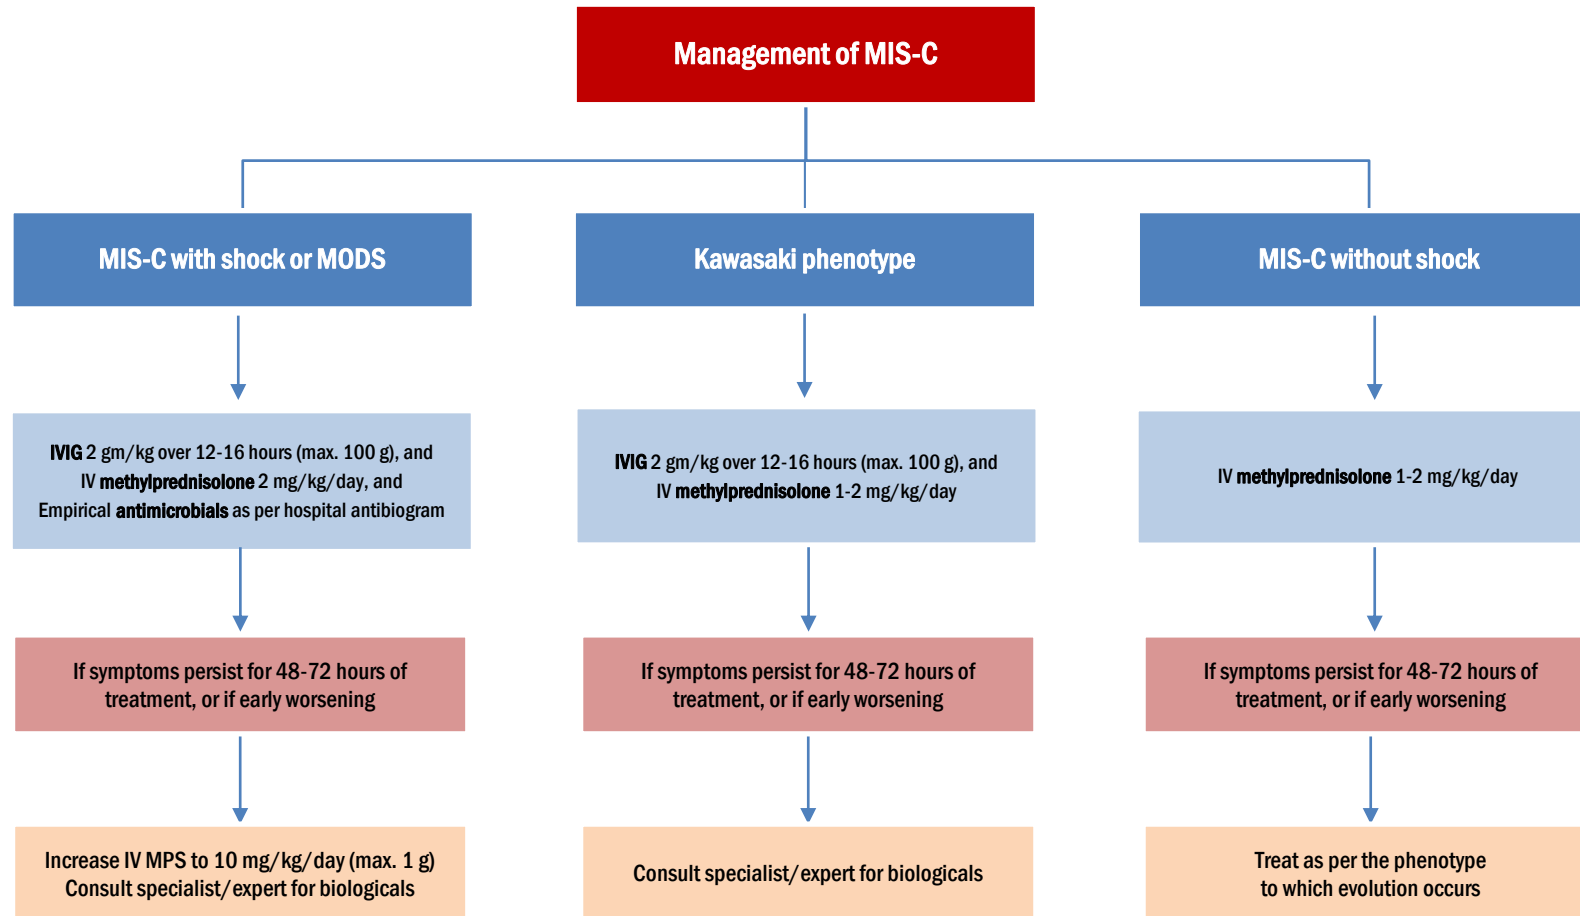 Management of MIS-C
MIS-C with shock or MODS
Kawasaki phenotype
MIS-C without shock
IVIG 2 gm/kg over 12-16 hours (max. 100 g), and
IV methylprednisolone 2 mg/kg/day, and
Empirical antimicrobials as per hospital antibiogram
IVIG 2 gm/kg over 12-16 hours (max. 100 g), and
IV methylprednisolone 1-2 mg/kg/day
IV methylprednisolone 1-2 mg/kg/day
If symptoms persist for 48-72 hours of
treatment, or if early worsening
If symptoms persist for 48-72 hours of
treatment, or if early worsening
If symptoms persist for 48-72 hours of
treatment, or if early worsening
Increase IV MPS to 10 mg/kg/day (max. 1 g)
Consult specialist/expert for biologicals
Consult specialist/expert for biologicals
Treat as per the phenotype
to which evolution occurs